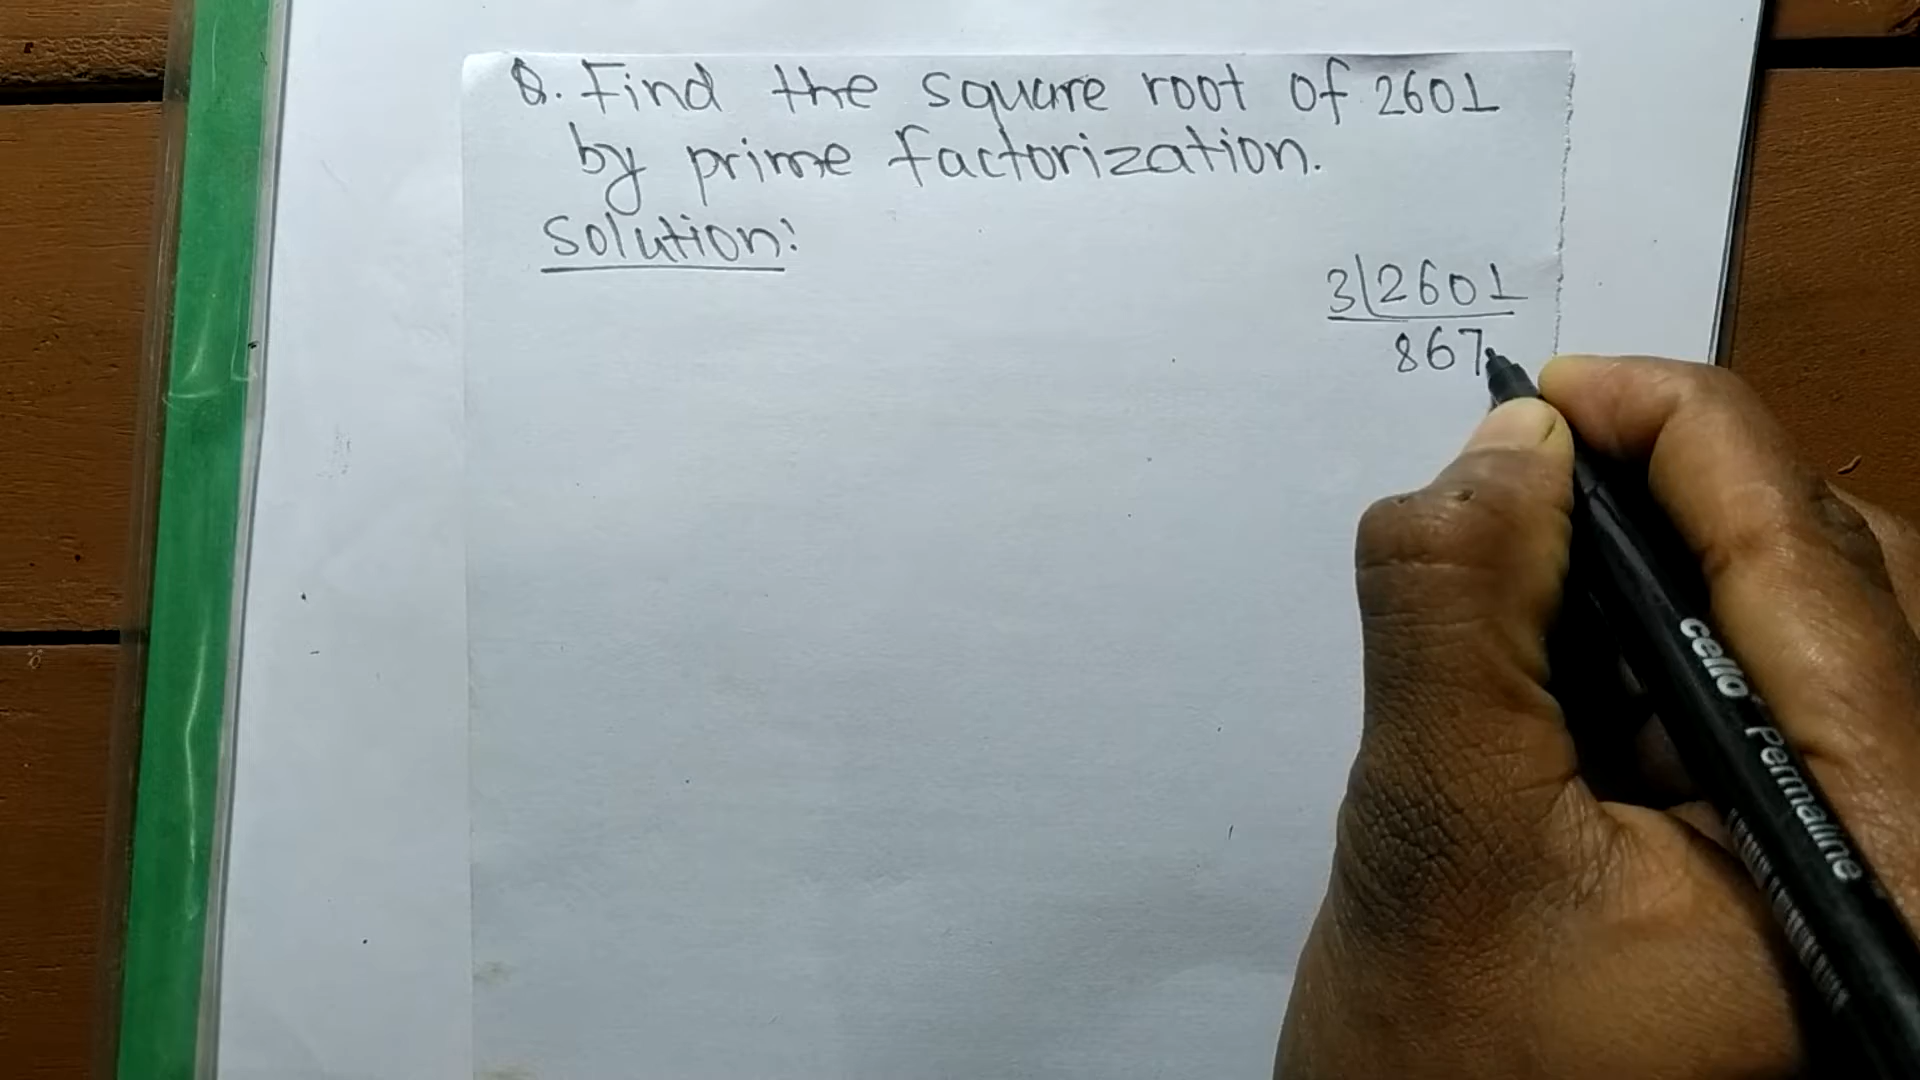 Q. Find the square root of 2601
by prime factorization.
Solution:
3|2601
867
cello Permaline